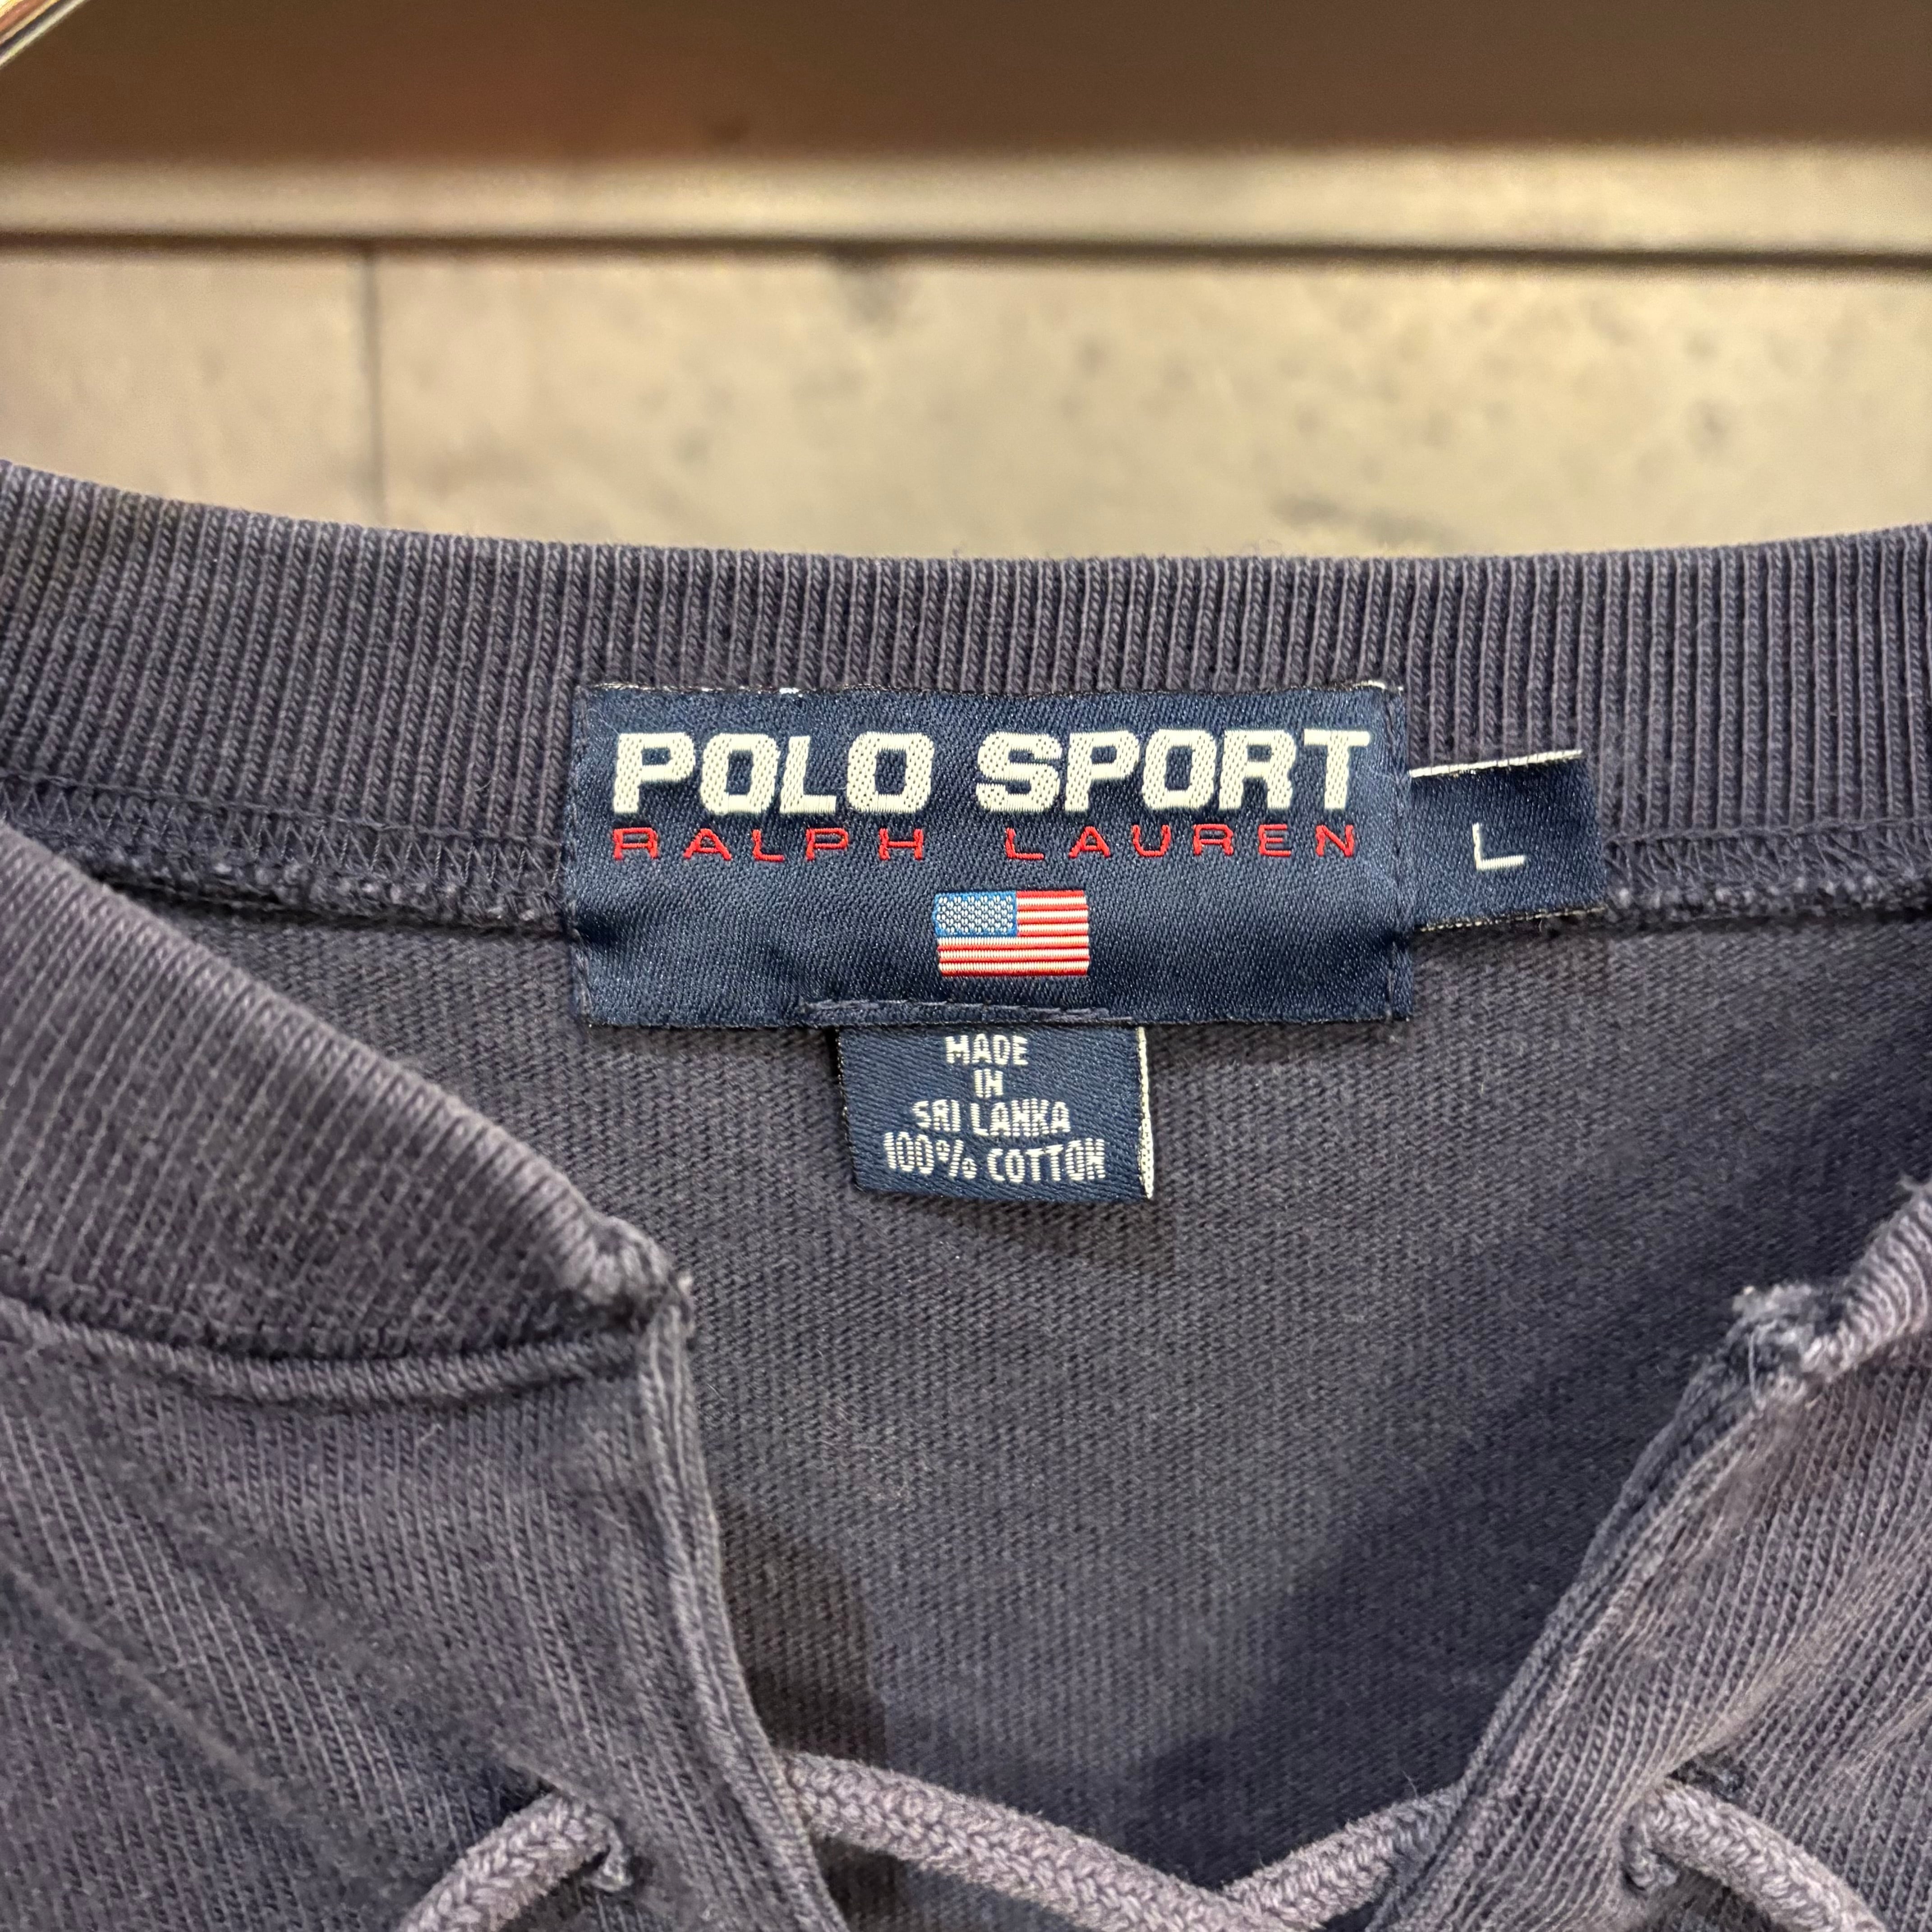 POLO SPORT
RALPH LAUREN
L
MADE
IN
SRI LANKA
100% COTTON